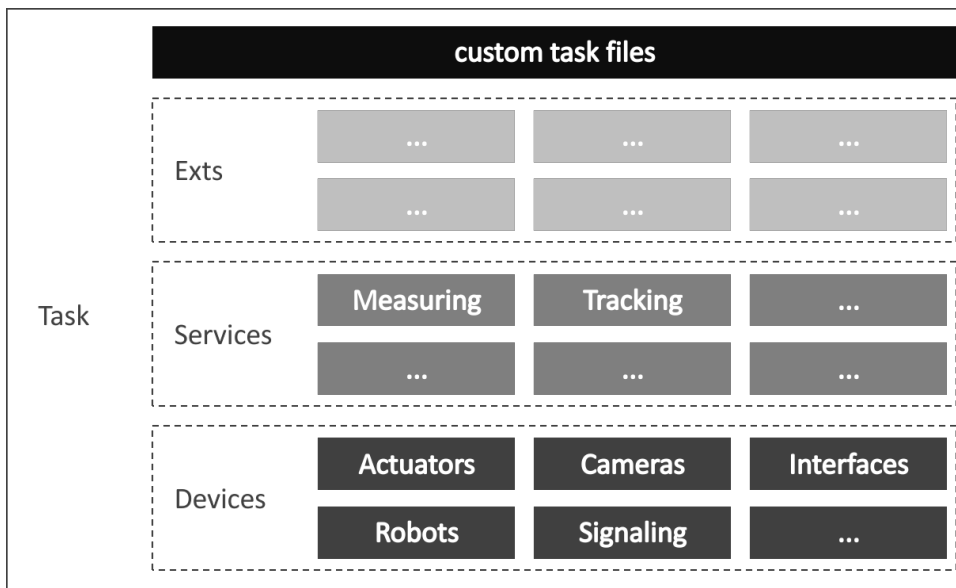 custom task files
... ... ...
Exts
... ... ...
Measuring Tracking ...
Task
Services
... ... ...
Actuators Cameras Interfaces
Devices
Robots Signaling ...